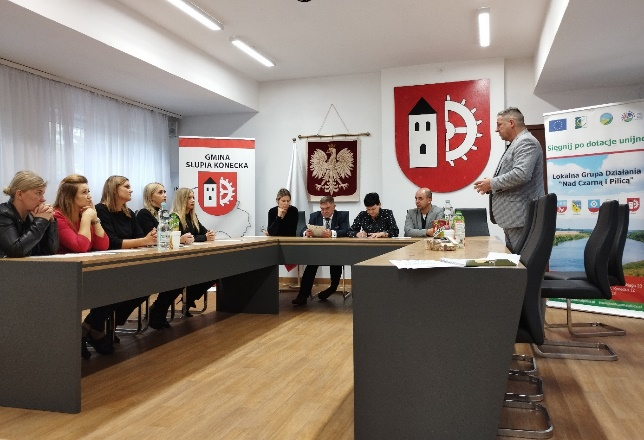 GMINA
SŁUPIA KONECKA
Sięgnij po dotacje unijne
Lokalna Grupa Działania
"Nad Czarną i Pilicą"